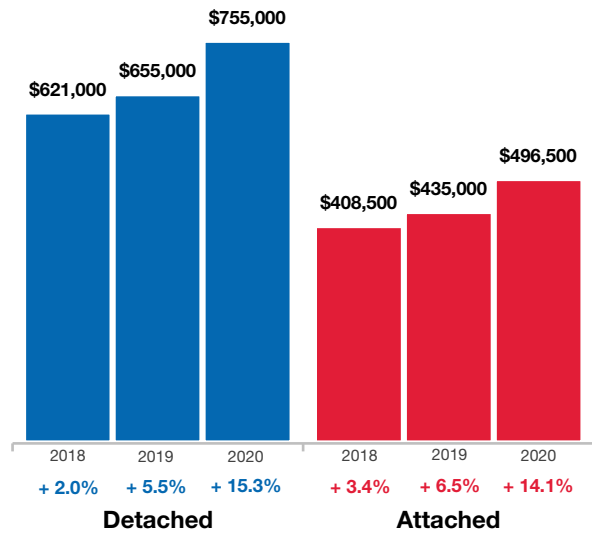 $755,000
$655,000
$621,000
$496,500
$435,000
$408,500
2018 2019 2020 2018 2019 2020
+ 2.0% + 5.5% + 15.3% + 3.4% + 6.5% + 14.1%
Detached Attached